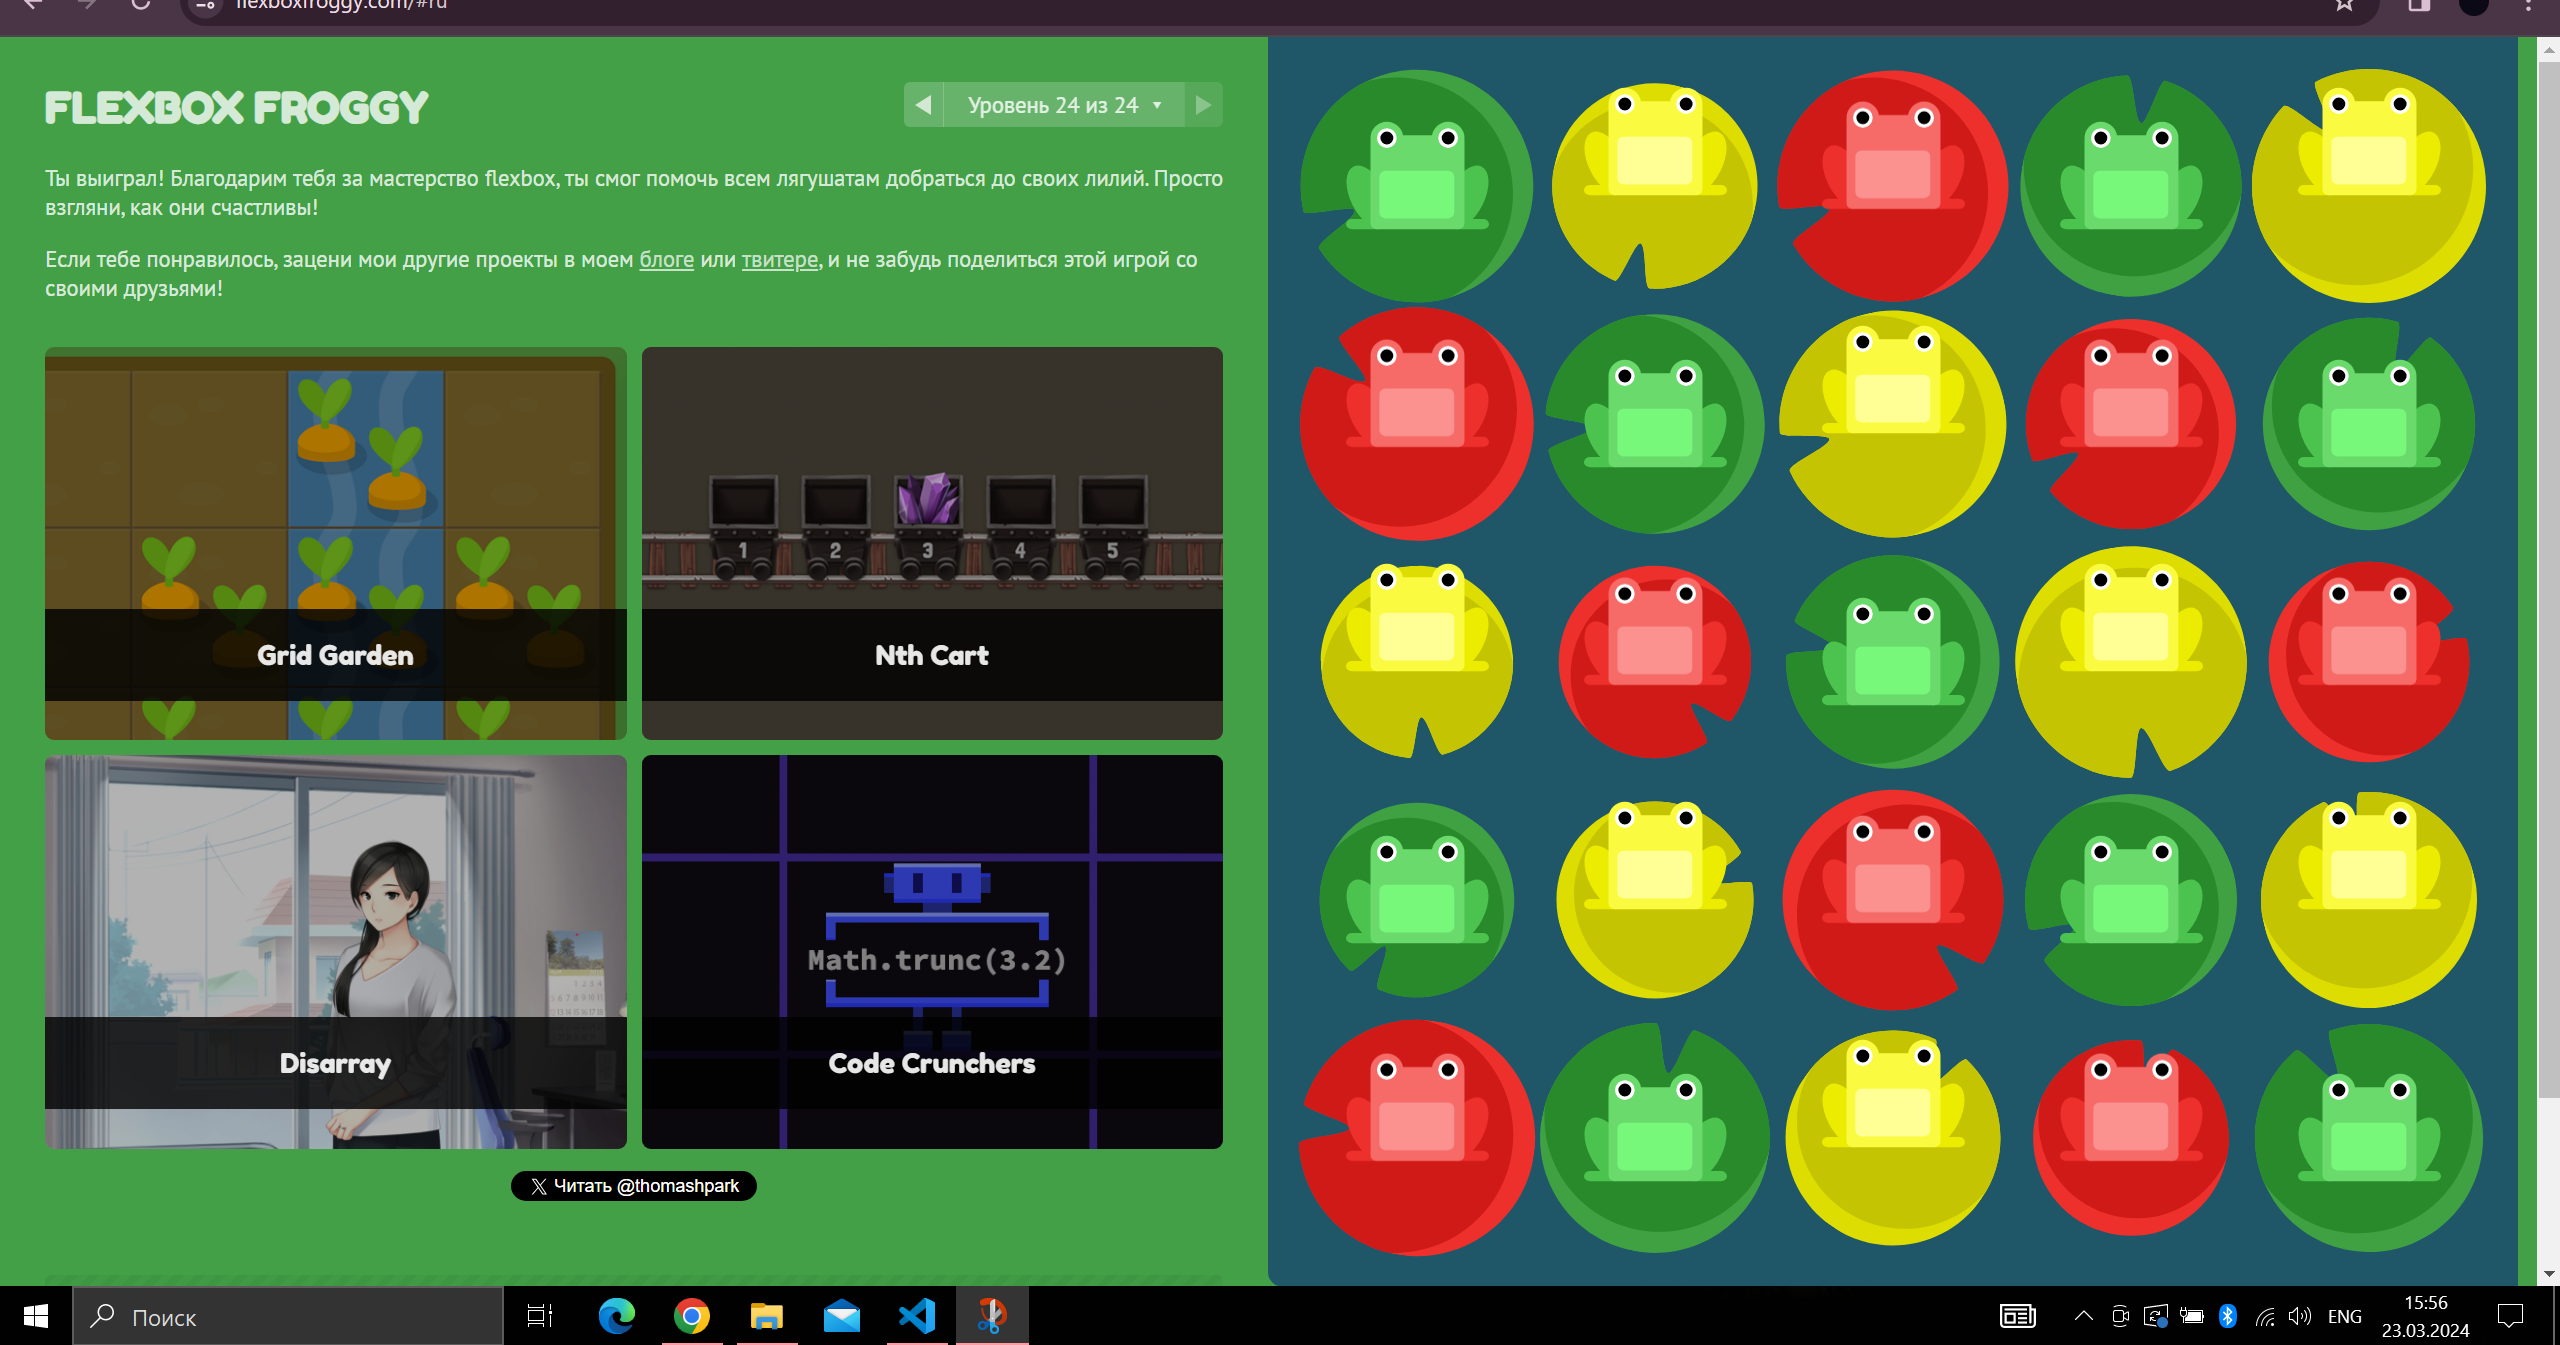 flexboxfroggy.com/#ru
FLEXBOX FROGGY
Уровень 24 из 24
Ты выиграл! Благодарим тебя за мастерство flexbox, ты смог помочь всем лягушатам добраться до своих лилий. Просто
взгляни, как они счастливы!
Если тебе понравилось, зацени мои другие проекты в моем блоге или твитере, и не забудь поделиться этой игрой со
своими друзьями!
1 2 3 4 5
Grid Garden
Nth Cart
Math.trunc(3.2)
Disarray
Code Crunchers
Читать @thomashpark
Поиск
ENG
15:56
23.03.2024